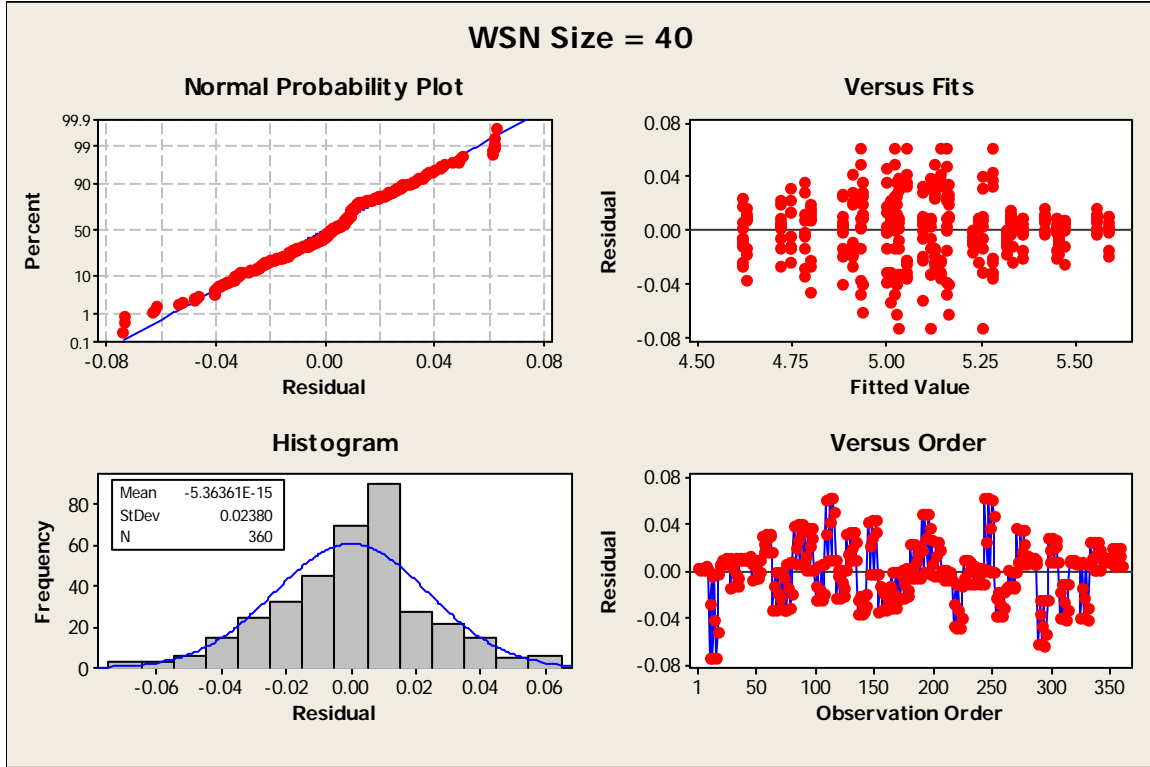 WSN Size = 40
Normal Probability Plot
99.9
99
90
50
10
1
0.1
Percent
-0.08 -0.04 0.00 0.04 0.08
Residual
Versus Fits
0.08
0.04
0.00
-0.04
-0.08
Residual
4.50 4.75 5.00 5.25 5.50
Fitted Value
Histogram
Mean -5.36361E-15
StDev 0.02380
N 360
80
60
40
20
0
Frequency
-0.06 -0.04 -0.02 0.00 0.02 0.04 0.06
Residual
Versus Order
0.08
0.04
0.00
-0.04
-0.08
Residual
1 50 100 150 200 250 300 350
Observation Order